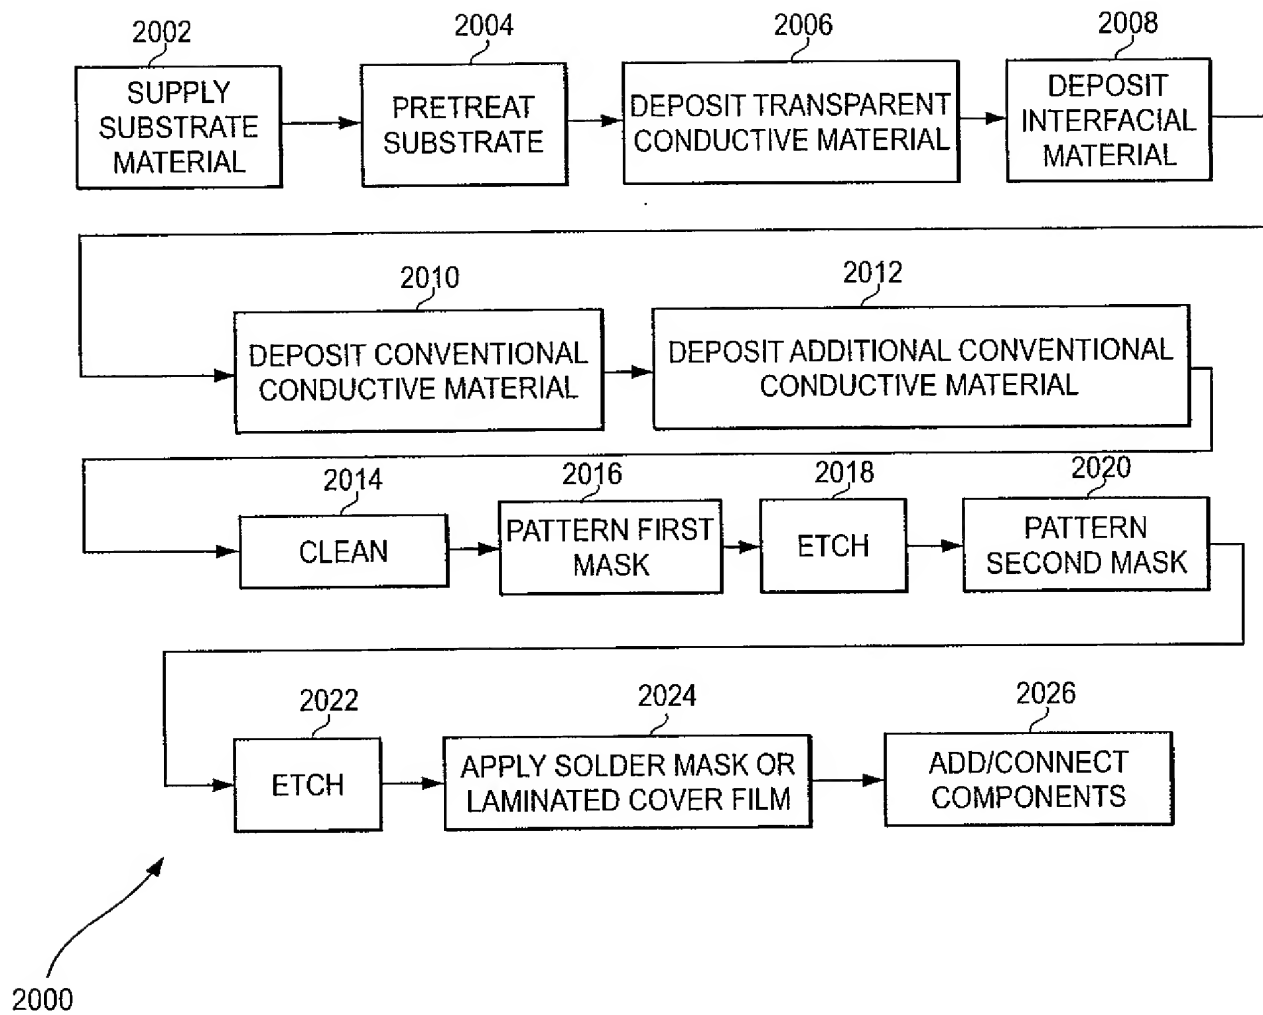 2002
SUPPLY
SUBSTRATE
MATERIAL
2004
PRETREAT
SUBSTRATE
2006
DEPOSIT TRANSPARENT
CONDUCTIVE MATERIAL
2008
DEPOSIT
INTERFACIAL
MATERIAL
2010
DEPOSIT CONVENTIONAL
CONDUCTIVE MATERIAL
2012
DEPOSIT ADDITIONAL CONVENTIONAL
CONDUCTIVE MATERIAL
2014
CLEAN
2016
PATTERN FIRST
MASK
2018
ETCH
2020
PATTERN
SECOND MASK
2022
ETCH
2024
APPLY SOLDER MASK OR
LAMINATED COVER FILM
2026
ADD/CONNECT
COMPONENTS
2000